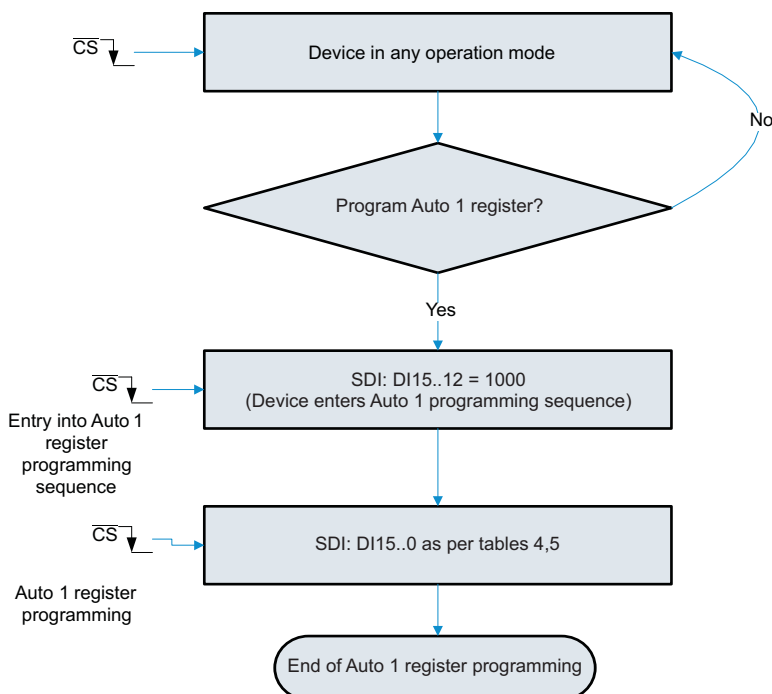 CS
Device in any operation mode
No
Program Auto 1 register?
Yes
CS
SDI: DI15..12 = 1000
(Device enters Auto 1 programming sequence)
Entry into Auto 1
register
programming
sequence
CS
SDI: DI15..0 as per tables 4,5
Auto 1 register
programming
End of Auto 1 register programming